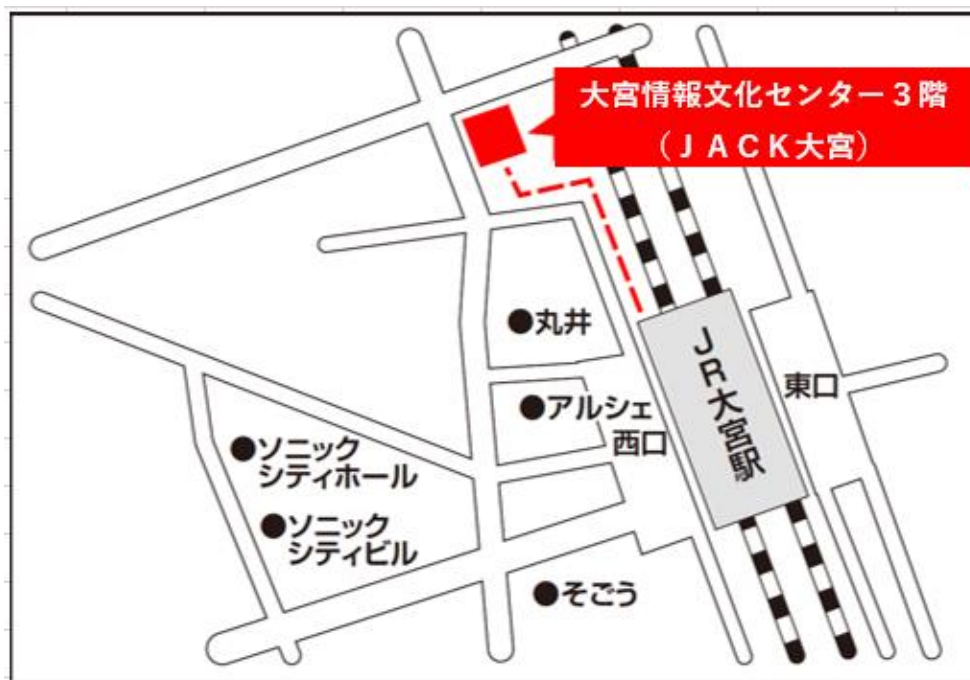 大宮情報文化センター３階
（ＪＡＣＫ大宮）
●丸井
●アルシェ
西口
JR大宮駅
東口
●ソニック
シティホール
●ソニック
シティビル
●そごう